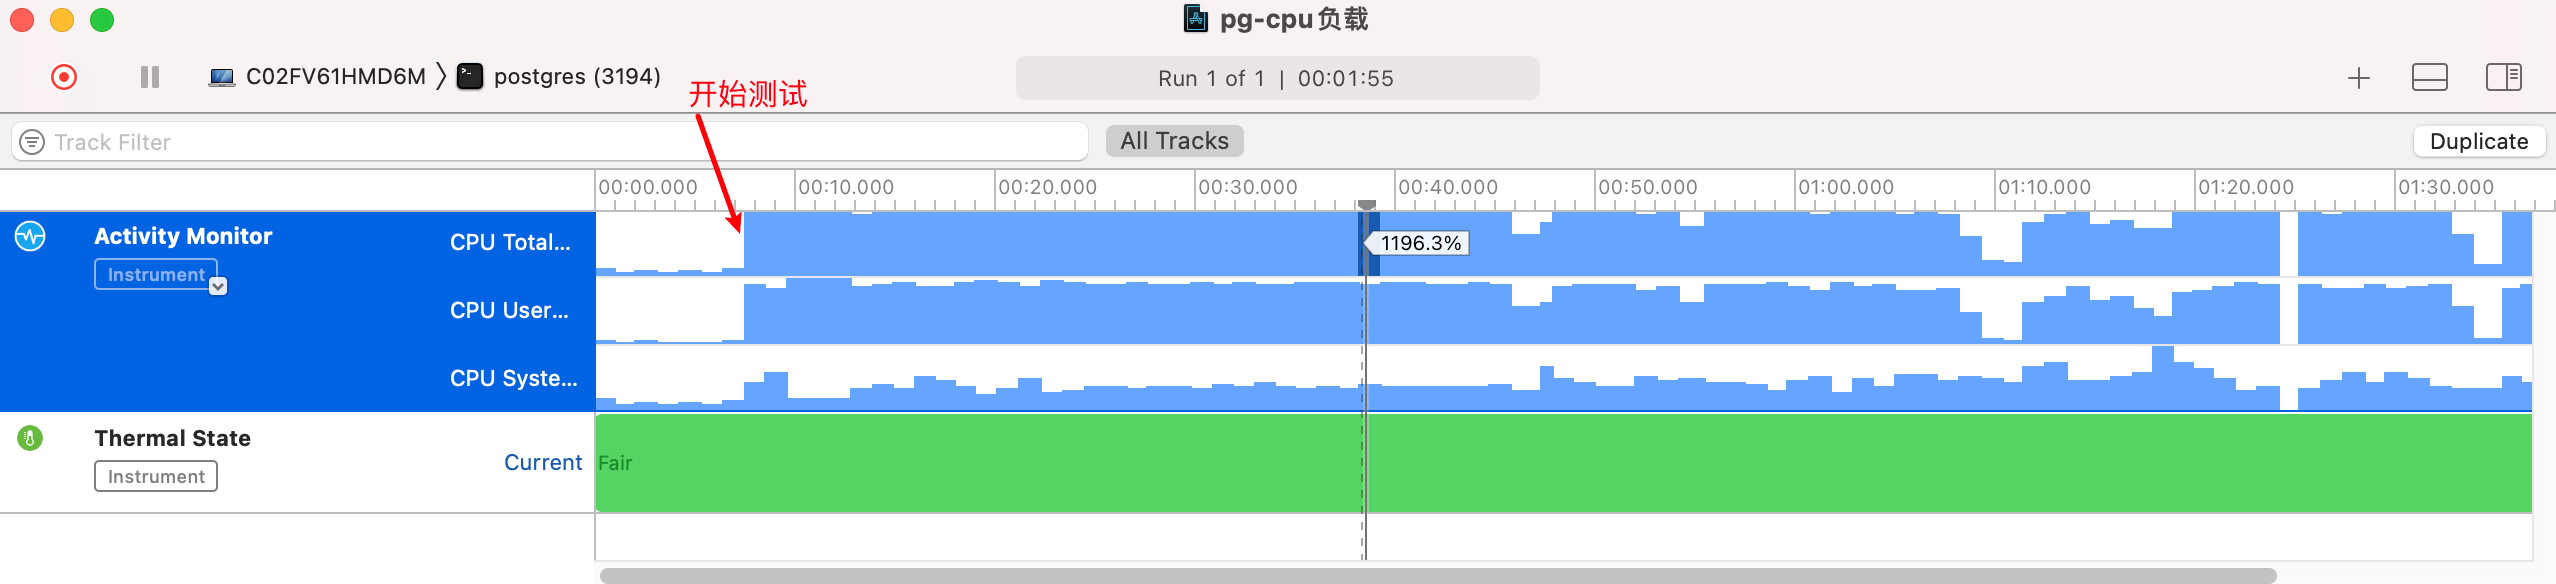 pg-cpu负载
C02FV61HMD6M 〉 postgres (3194)
Run 1 of 1 | 00:01:55
开始测试
Track Filter
All Tracks
Duplicate
00:00.000 00:10.000 00:20.000 00:30.000 00:40.000 00:50.000 01:00.000 01:10.000 01:20.000 01:30.000
Activity Monitor
Instrument
CPU Total...
1196.3%
CPU User...
CPU Syste...
Thermal State
Instrument
Current
Fair